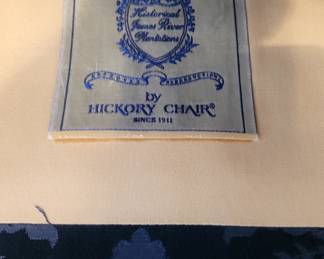 Historical
James River
Plantations
by
HICKORY CHAIR®
SINCE 1911